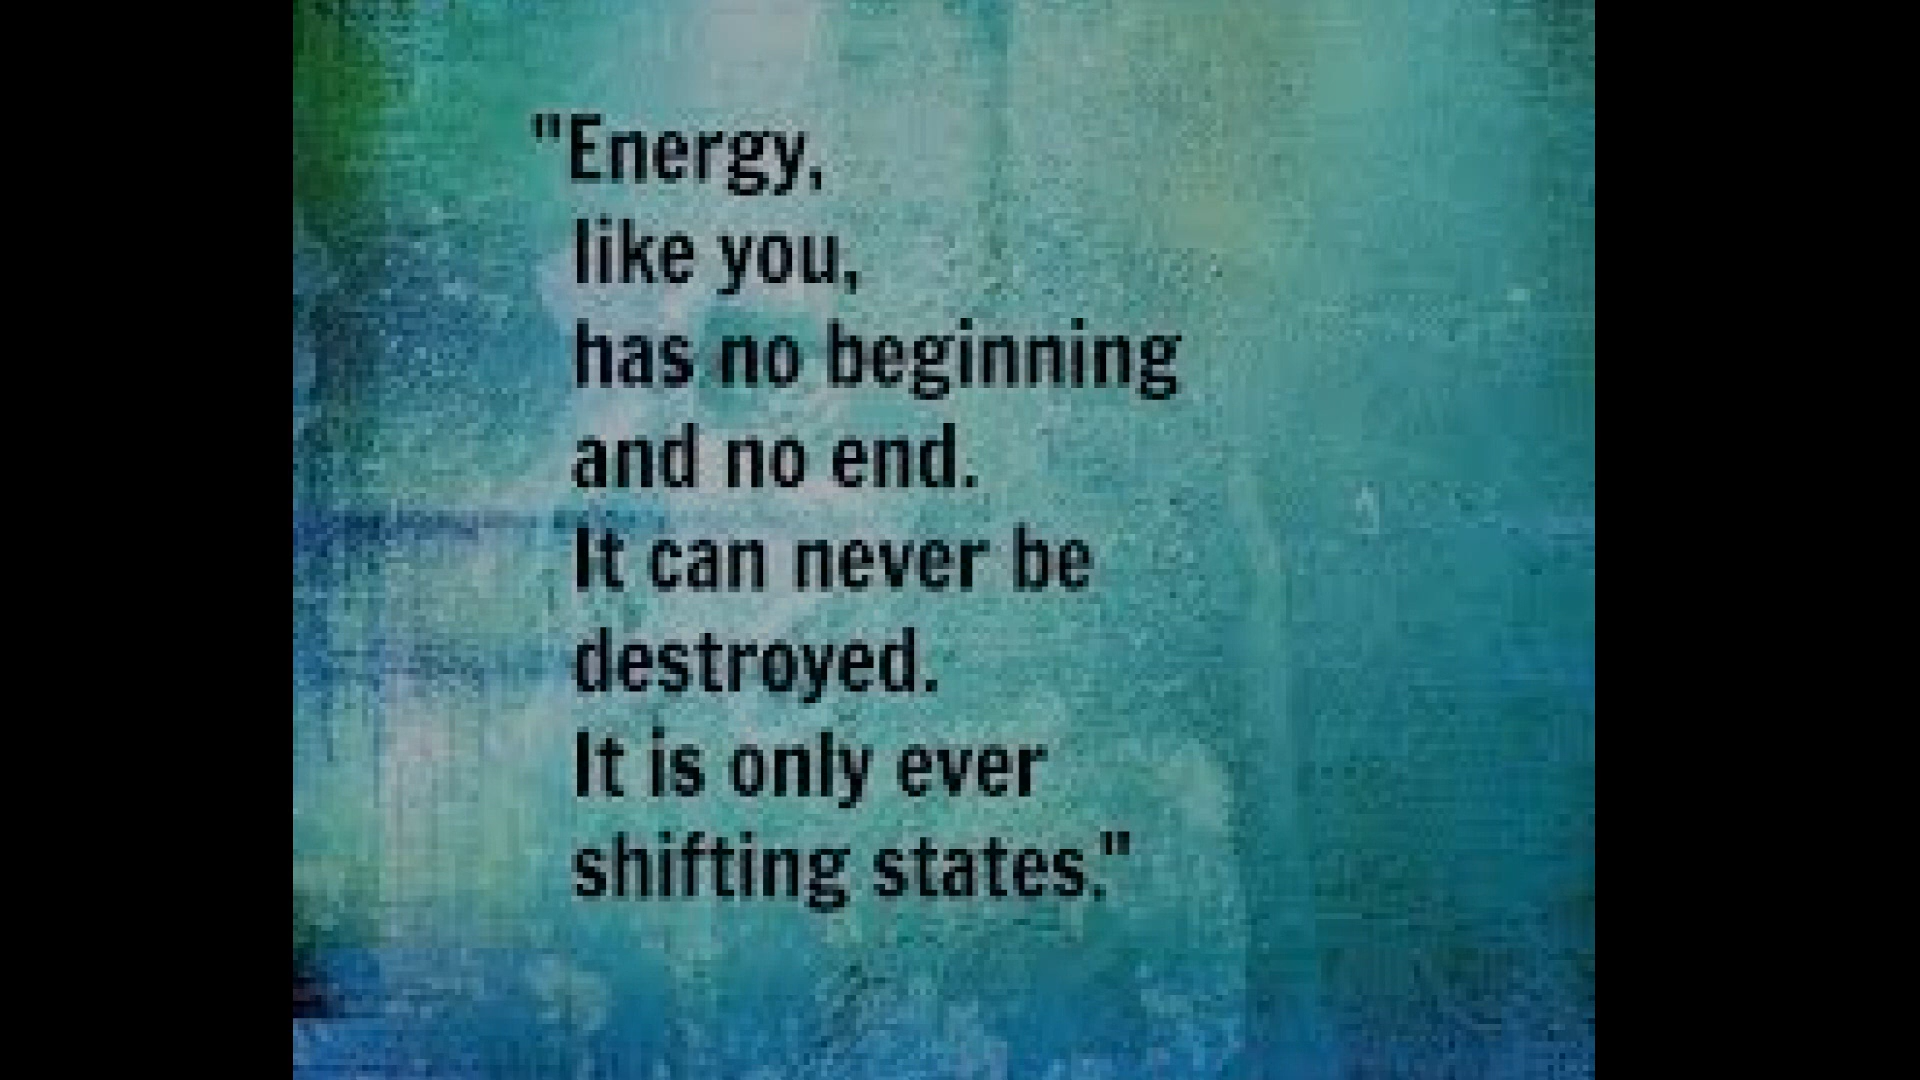 "Energy,
like you,
has no beginning
and no end.
It can never be
destroyed.
It is only ever
shifting states."